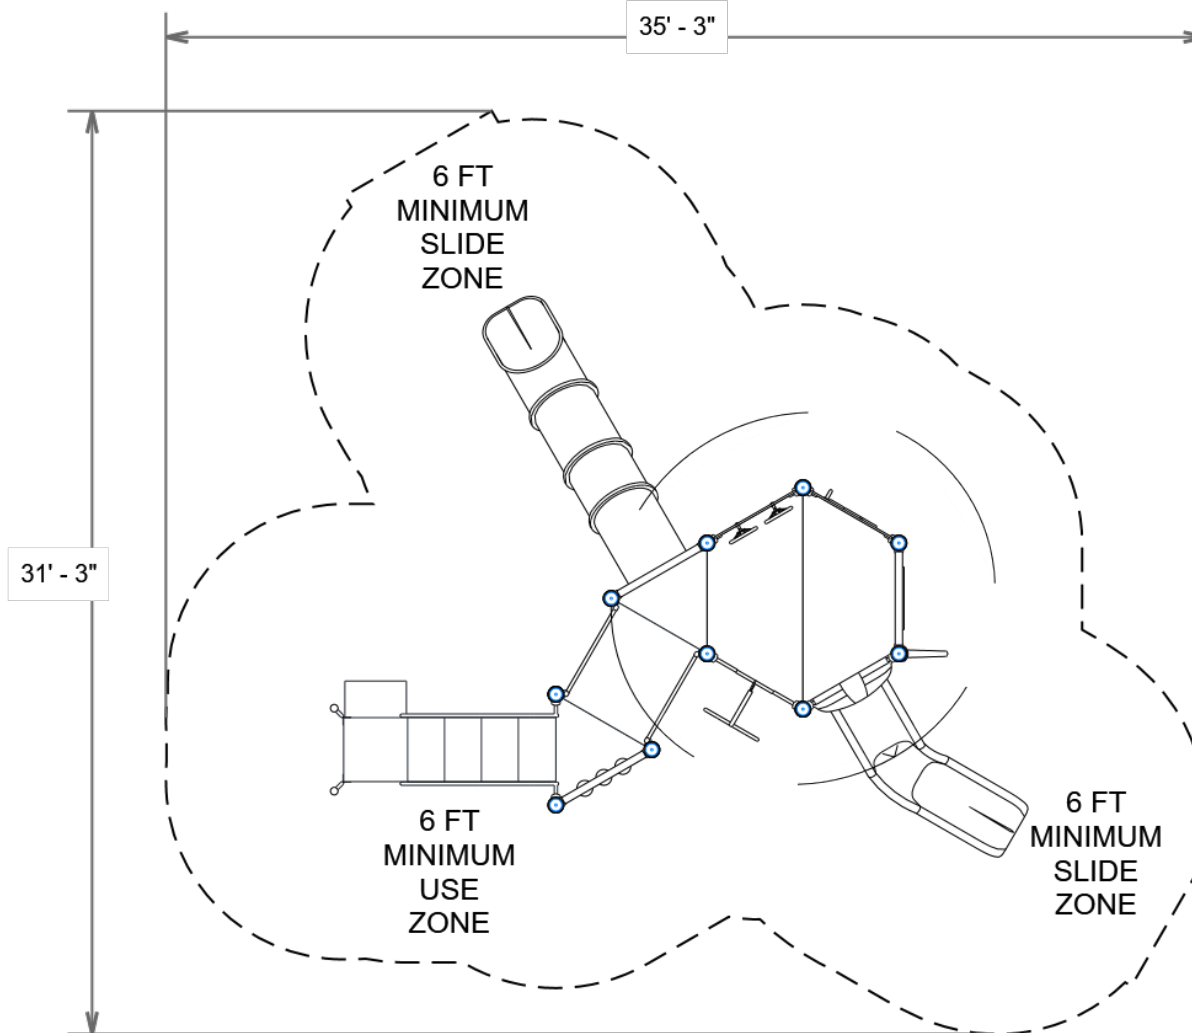 35' - 3"
6 FT
MINIMUM
SLIDE
ZONE
31' - 3"
6 FT
MINIMUM
USE
ZONE
6 FT
MINIMUM
SLIDE
ZONE